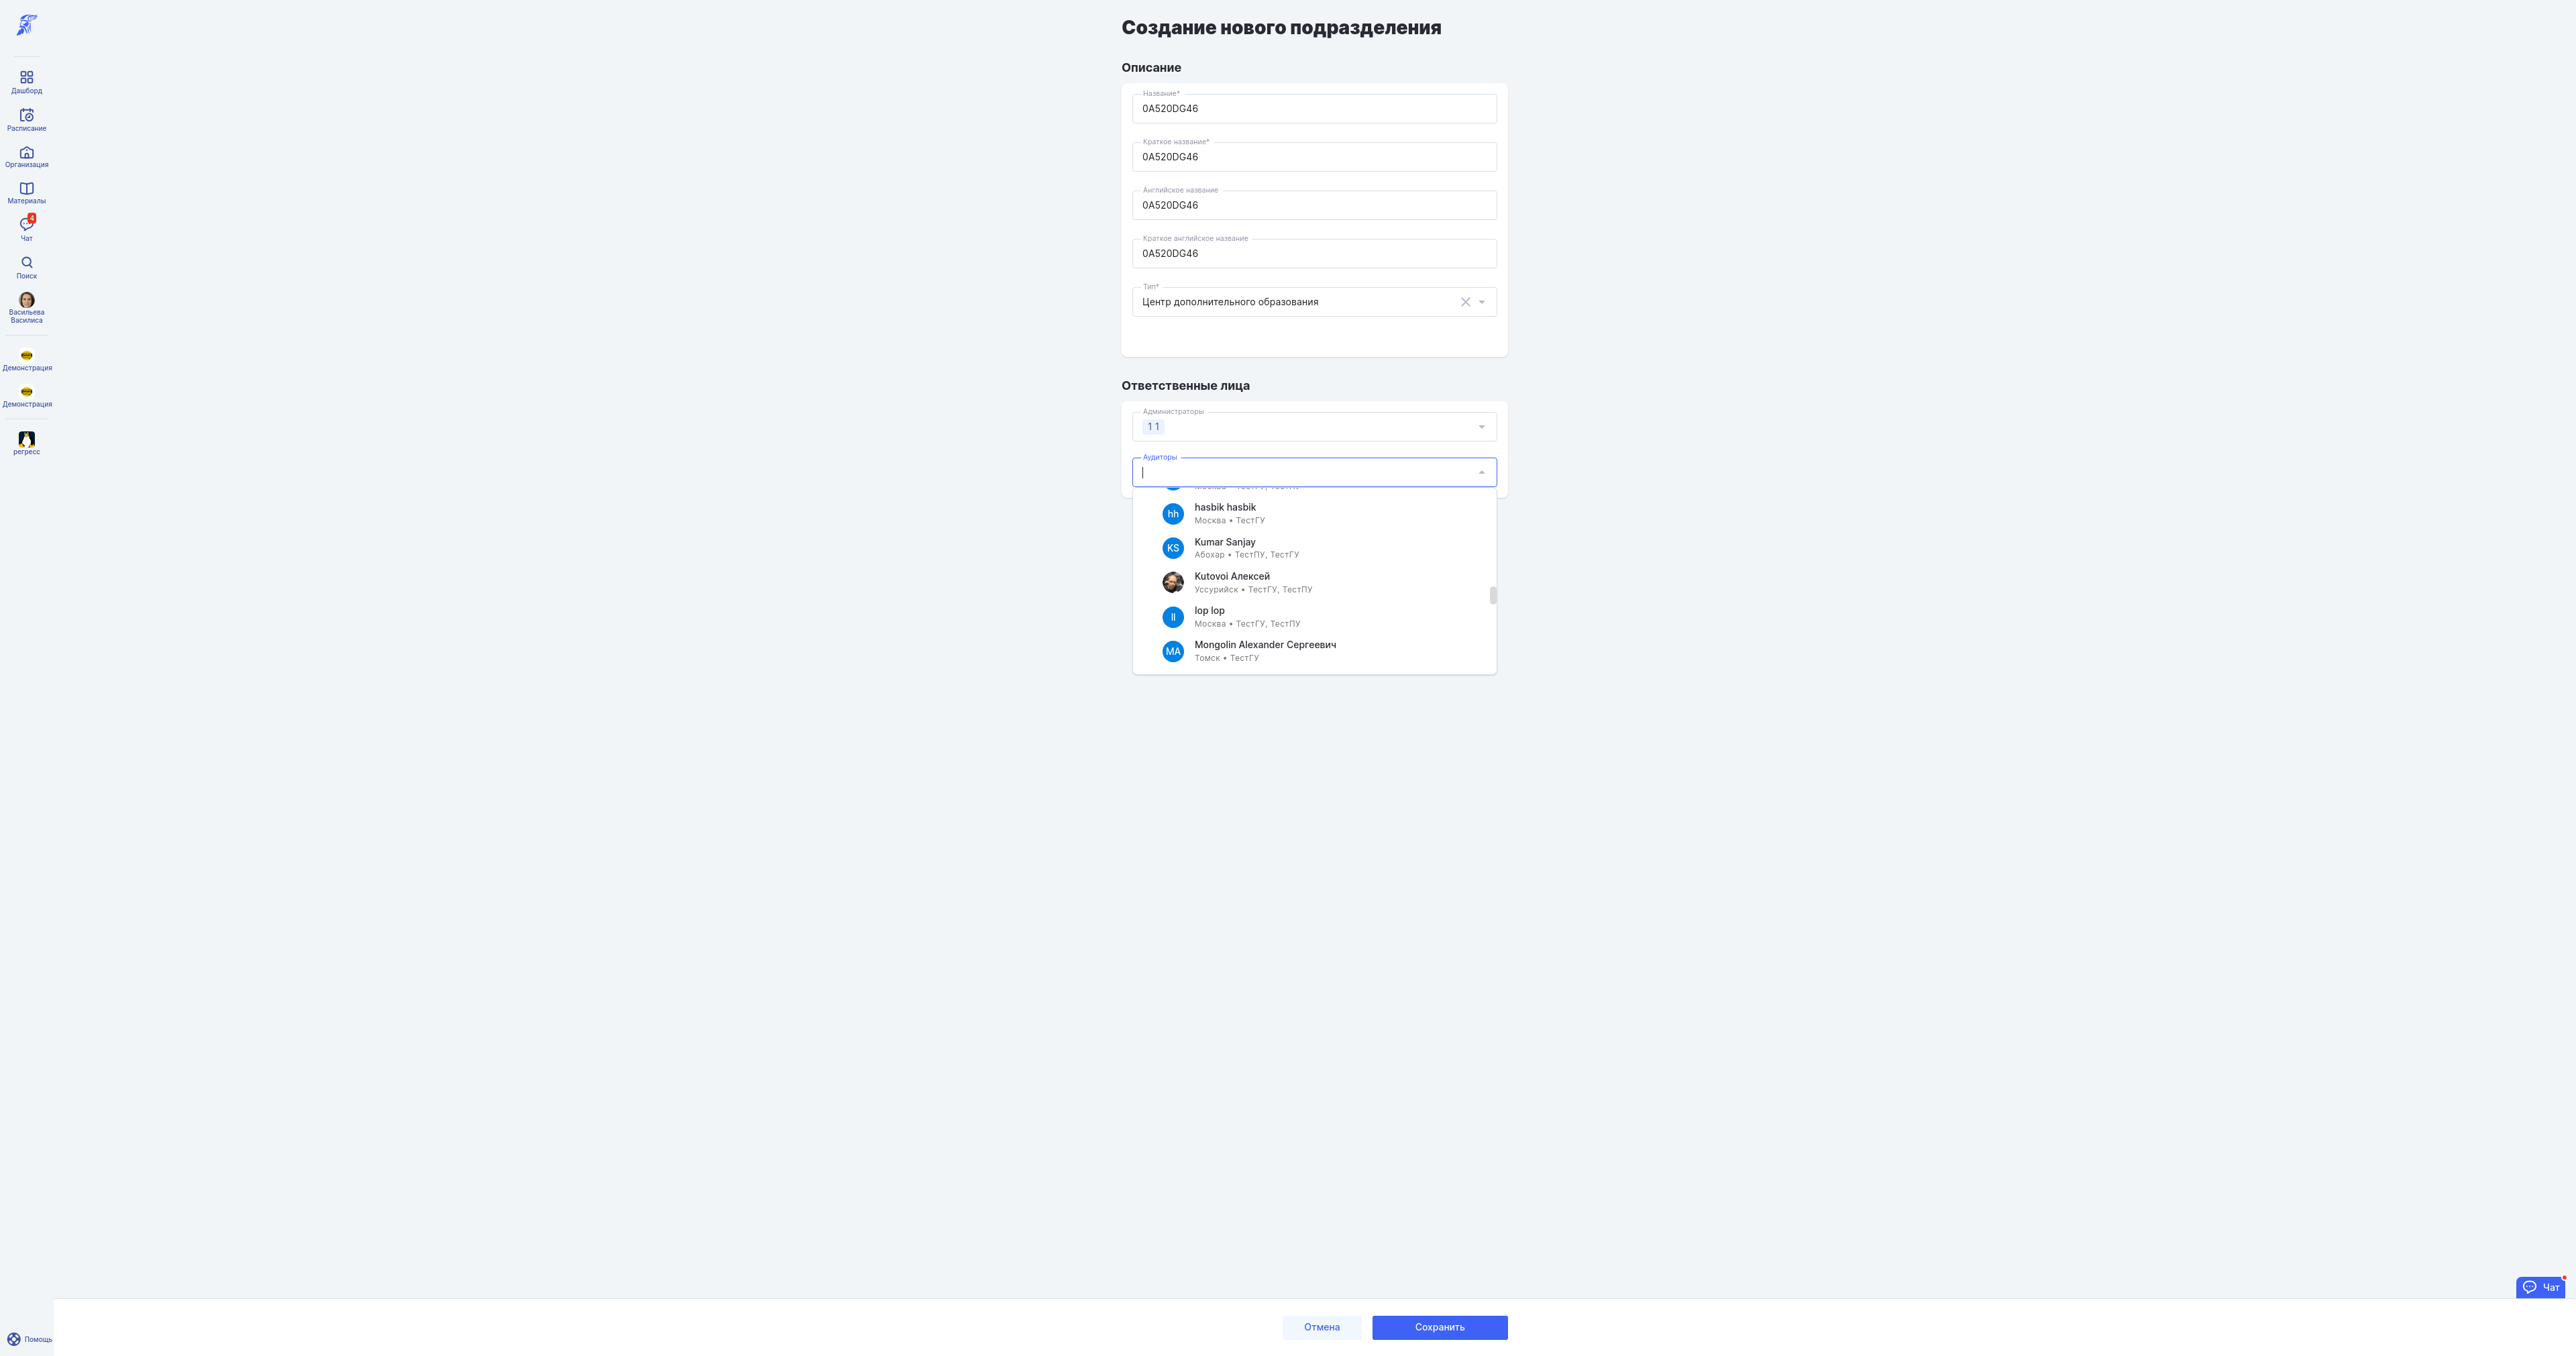 Создание нового подразделения
Дашборд
Расписание
Организация
Материалы
4
Чат
Поиск
Васильева
Василиса
Демонстрация
Демонстрация
регресс
Помощь
Описание
Название*
0A520DG46
Краткое название*
0A520DG46
Английское название
0A520DG46
Краткое английское название
0A520DG46
Тип*
Центр дополнительного образования
Ответственные лица
Администраторы
1 1
Аудиторы
hh
hasbik hasbik
Москва • ТестГУ
KS
Kumar Sanjay
Абохар • ТестПУ, ТестГУ
Kutovoi Алексей
Уссурийск • ТестГУ, ТестПУ
ll
lop lop
Москва • ТестГУ, ТестПУ
MA
Mongolin Alexander Сергеевич
Томск • ТестГУ
Чат
Отмена
Сохранить